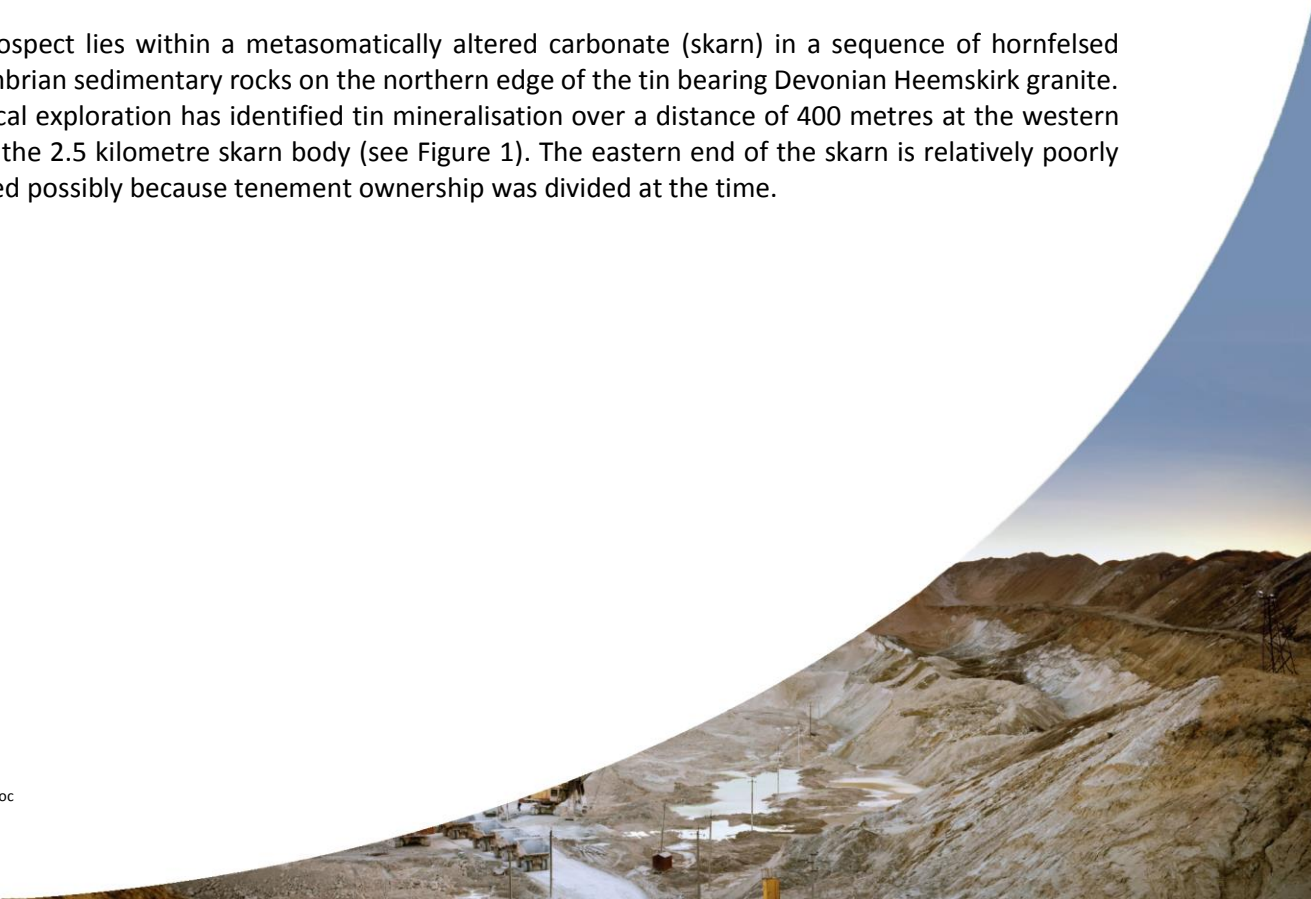 ospect lies within a metasomatically altered carbonate (skarn) in a sequence of hornfelsed
mbrian sedimentary rocks on the northern edge of the tin bearing Devonian Heemskirk granite.
cal exploration has identified tin mineralisation over a distance of 400 metres at the western
the 2.5 kilometre skarn body (see Figure 1). The eastern end of the skarn is relatively poorly
ed possibly because tenement ownership was divided at the time.
oc